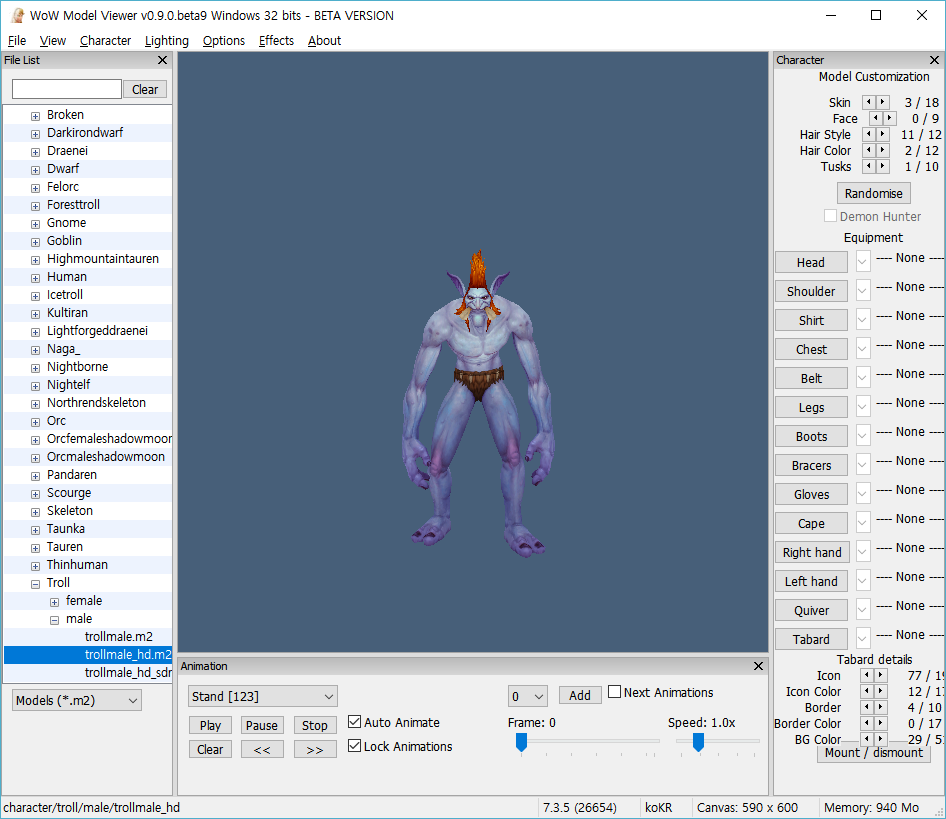 WoW Model Viewer v0.9.0.beta9 Windows 32 bits - BETA VERSION
File View Character Lighting Options Effects About
File List
Clear
Broken
Darkirondwarf
Draenei
Dwarf
Felorc
Foresttroll
Gnome
Goblin
Highmountaintauren
Human
Icetroll
Kultiran
Lightforgeddraenei
Naga_
Nightborne
Nightelf
Northrendskeleton
Orc
Orcfemaleshadowmoon
Orcmaleshadowmoon
Pandaren
Scourge
Skeleton
Taunka
Tauren
Thinhuman
Troll
female
male
trollmale.m2
trollmale_hd.m2
trollmale_hd_sdr
Models (*.m2)
Animation
Stand [123]
0
Add
Next Animations
Play
Pause
Stop
Auto Animate
Frame: 0
Speed: 1.0x
Clear
<<
>>
Lock Animations
Character
Model Customization
Skin 3 / 18
Face 0 / 9
Hair Style 11 / 12
Hair Color 2 / 12
Tusks 1 / 10
Randomise
Demon Hunter
Equipment
Head ---- None ----
Shoulder ---- None ----
Shirt ---- None ----
Chest ---- None ----
Belt ---- None ----
Legs ---- None ----
Boots ---- None ----
Bracers ---- None ----
Gloves ---- None ----
Cape ---- None ----
Right hand ---- None ----
Left hand ---- None ----
Quiver ---- None ----
Tabard ---- None ----
Tabard details
Icon 77 / 19
Icon Color 12 / 17
Border 4 / 10
Border Color 0 / 17
BG Color 29 / 51
Mount / dismount
character/troll/male/trollmale_hd
7.3.5 (26654)
koKR
Canvas: 590 x 600
Memory: 940 Mo